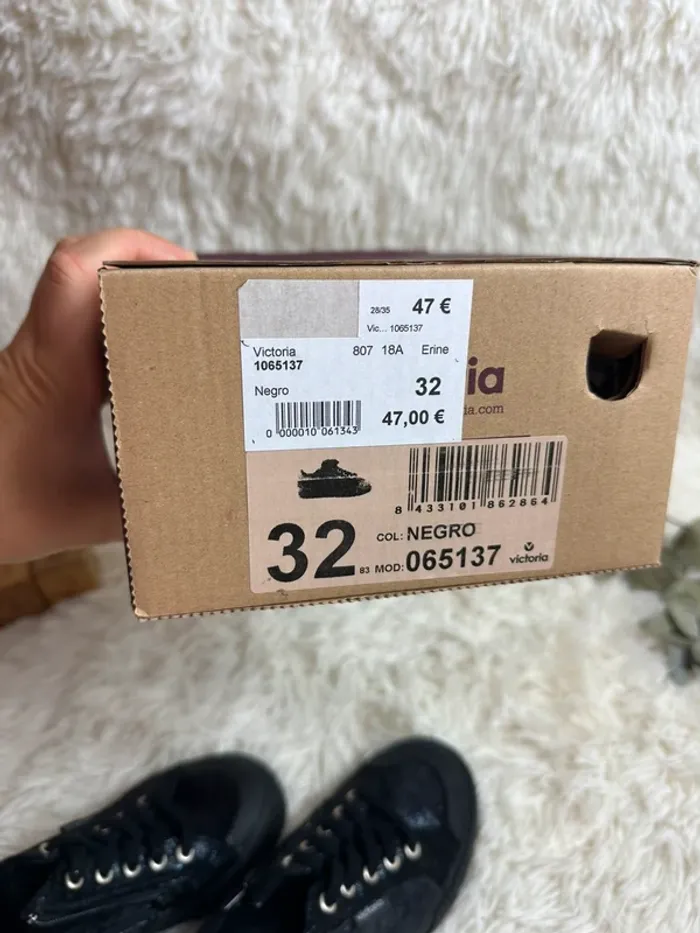 28/35 47 €
Vic... 1065137
Victoria 807 18A Erine
1065137
Negro 32
0 000010 061343 47,00 €
ia
ia.com
8 433101 862864
32 83 COL: NEGRO
MOD: 065137 victoria